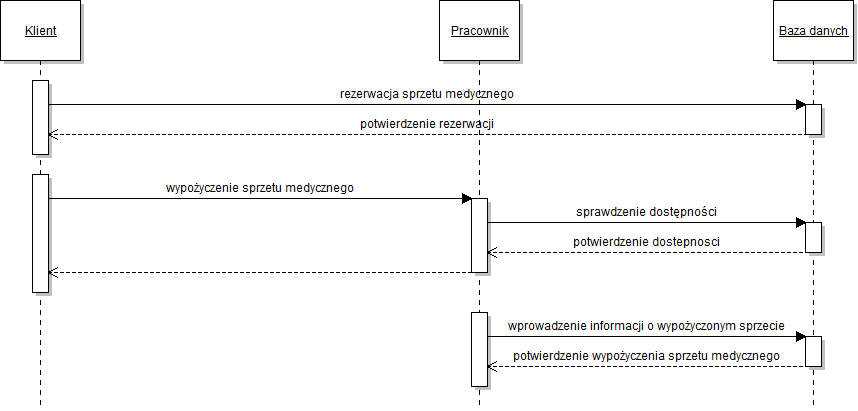 Klient
Pracownik
Baza danych
rezerwacja sprzetu medycznego
potwierdzenie rezerwacji
wypożyczenie sprzetu medycznego
sprawdzenie dostępności
potwierdzenie dostepnosci
wprowadzenie informacji o wypożyczonym sprzecie
potwierdzenie wypożyczenia sprzetu medycznego